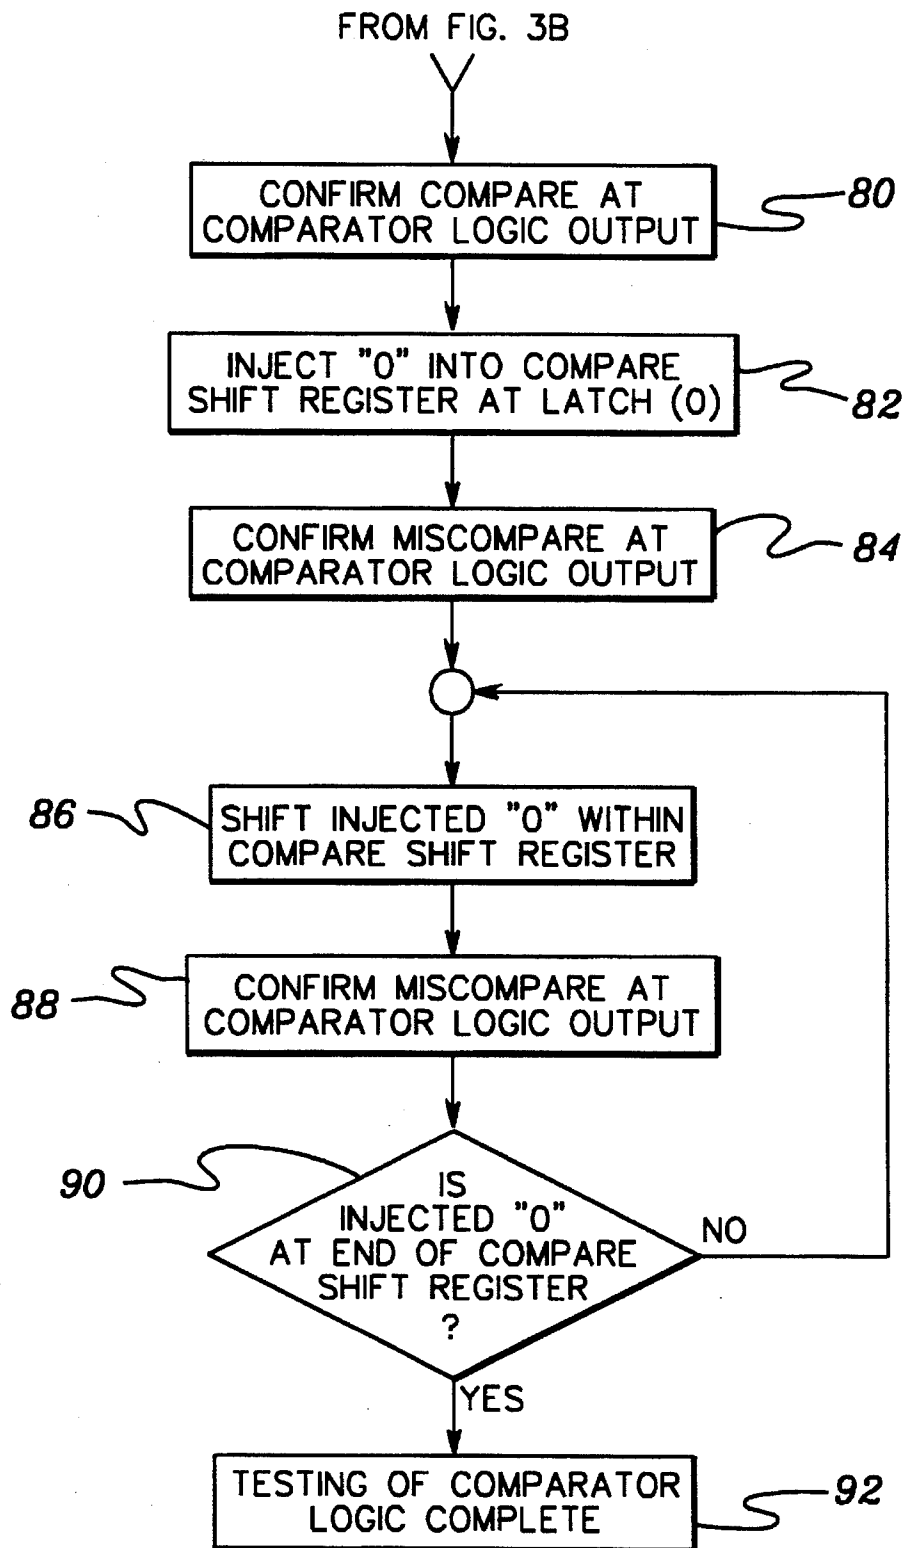 FROM FIG. 3B
CONFIRM COMPARE AT
COMPARATOR LOGIC OUTPUT
80
INJECT "0" INTO COMPARE
SHIFT REGISTER AT LATCH (0)
82
CONFIRM MISCOMPARE AT
COMPARATOR LOGIC OUTPUT
84
86
SHIFT INJECTED "0" WITHIN
COMPARE SHIFT REGISTER
88
CONFIRM MISCOMPARE AT
COMPARATOR LOGIC OUTPUT
90
IS
INJECTED "0"
AT END OF COMPARE
SHIFT REGISTER
?
NO
YES
TESTING OF COMPARATOR
LOGIC COMPLETE
92